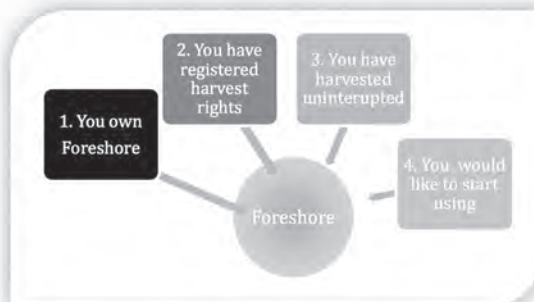 1. You own
Foreshore
2. You have
registered
harvest
rights
3. You have
harvested
uninterupted
4. You would
like to start
using
Foreshore